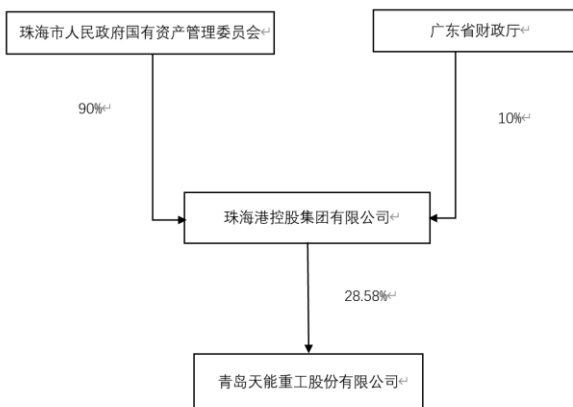 珠海市人民政府国有资产管理委员会↵
广东省财政厅↵
90%↵
10%↵
珠海港控股集团有限公司↵
28.58%↵
青岛天能重工股份有限公司↵